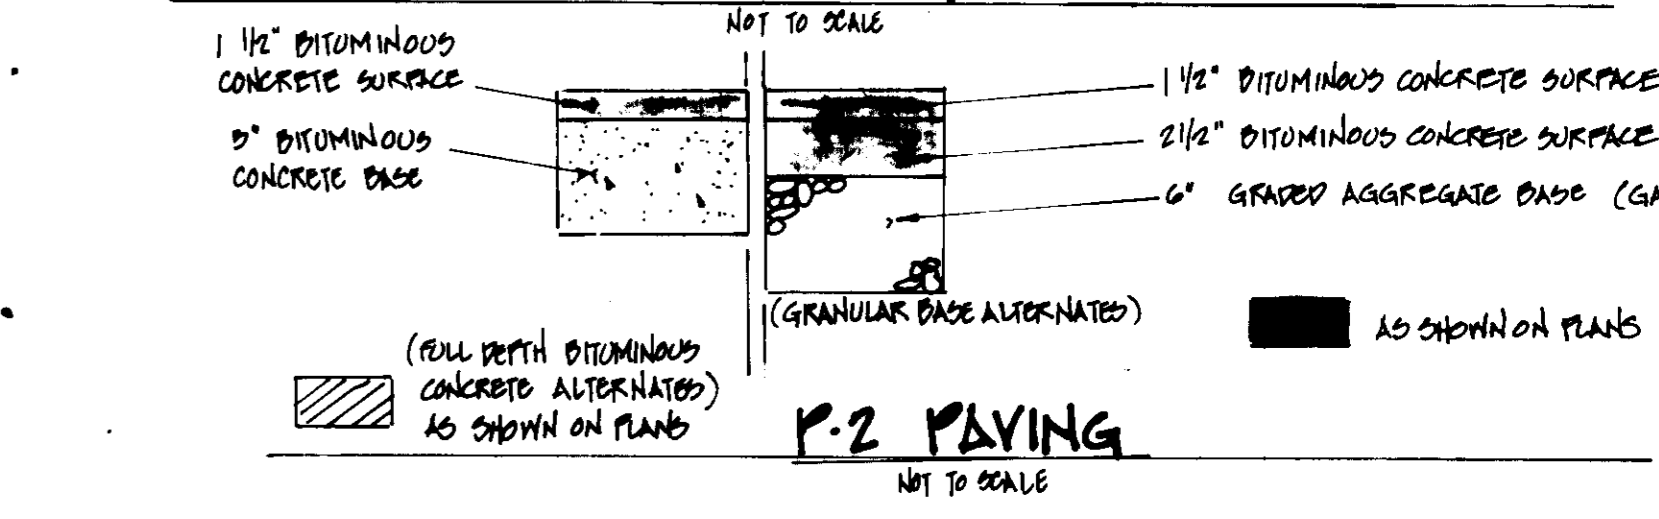 NOT TO SCALE
1 1/2" BITUMINOUS
CONCRETE SURFACE
BITUMINOUS
CONCRETE BASE
1 1/2" BITUMINOUS CONCRETE SURFACE
2 1/2" BITUMINOUS CONCRETE SURFACE
6" GRADED AGGREGATE BASE (GA
(GRANULAR BASE ALTERNATES)
AS SHOWN ON PLANS
(FULL DEPTH BITUMINOUS
CONCRETE ALTERNATES)
AS SHOWN ON PLANS
P-2 PAVING
NOT TO SCALE